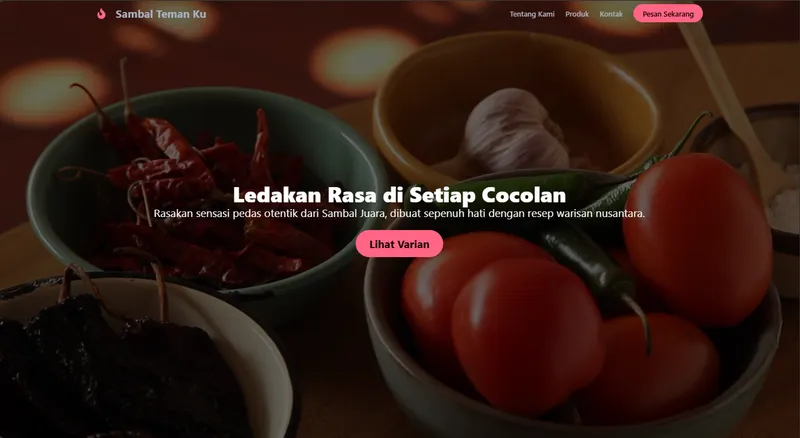 Sambal Teman Ku
Tentang Kami
Produk
Kontak
Pesan Sekarang
Ledakan Rasa di Setiap Cocolan
Rasakan sensasi pedas otentik dari Sambal Juara, dibuat sepenuh hati dengan resep warisan nusantara.
Lihat Varian